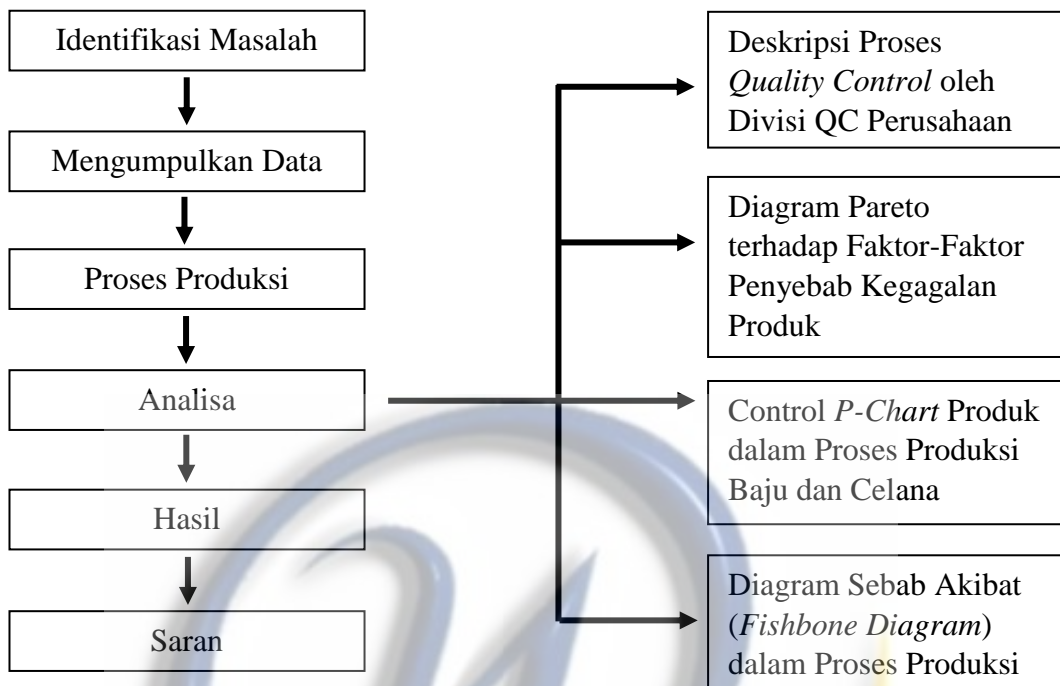 Identifikasi Masalah
Mengumpulkan Data
Proses Produksi
Analisa
Hasil
Saran
Deskripsi Proses
Quality Control oleh
Divisi QC Perusahaan
Diagram Pareto
terhadap Faktor-Faktor
Penyebab Kegagalan
Produk
Control P-Chart Produk
dalam Proses Produksi
Baju dan Celana
Diagram Sebab Akibat
(Fishbone Diagram)
dalam Proses Produksi